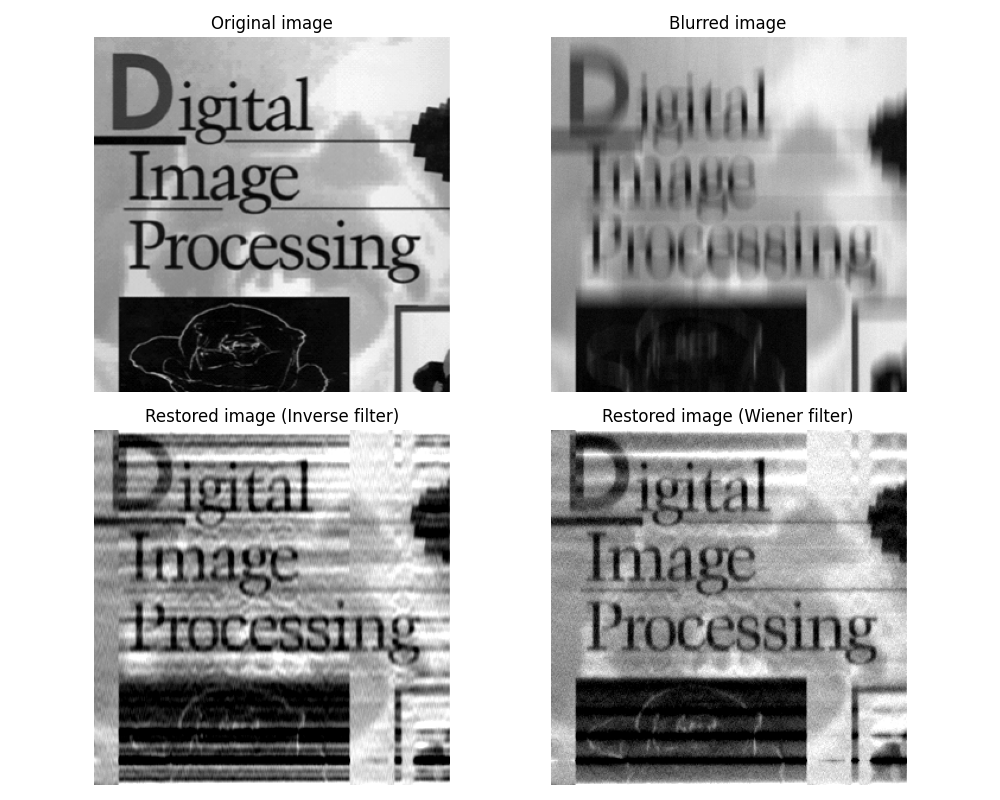 Original image
Blurred image
Digital
Image
Processing
Digital
Image
Processing
Restored image (Inverse filter)
Restored image (Wiener filter)
Digital
Image
Processing
Digital
Image
Processing